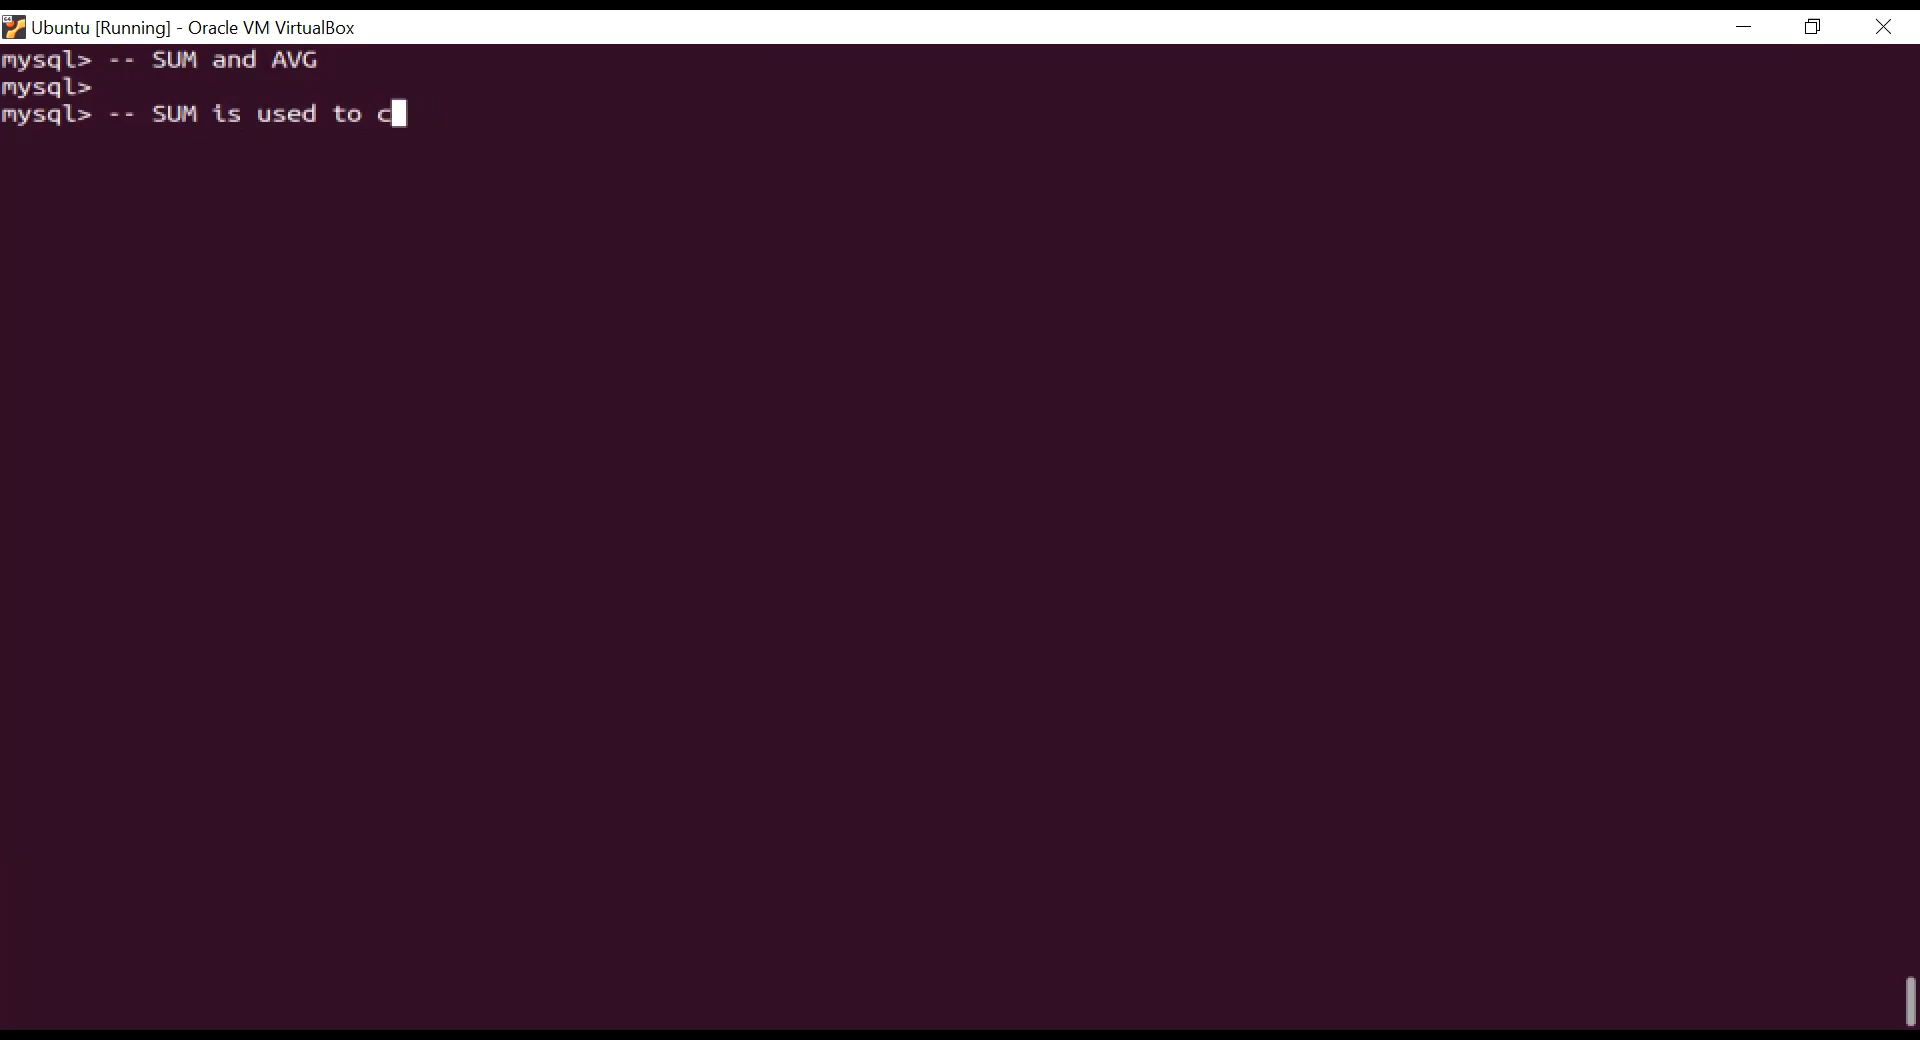 Ubuntu [Running] - Oracle VM VirtualBox
mysql> -- SUM and AVG
mysql>
mysql> -- SUM is used to c